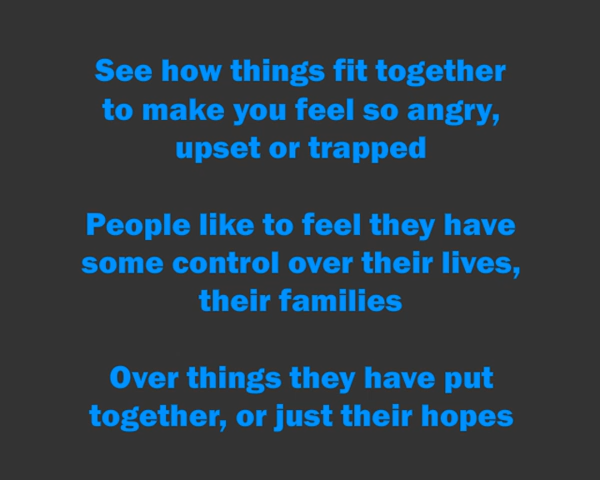 See how things fit together
to make you feel so angry,
upset or trapped
People like to feel they have
some control over their lives,
their families
Over things they have put
together, or just their hopes